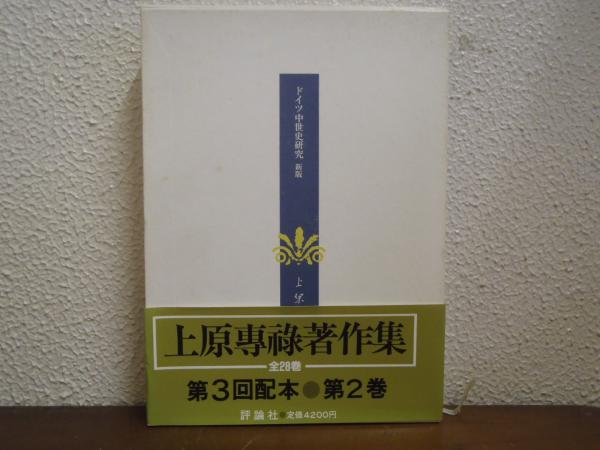 ドイツ中世史研究 新版
上原
上原專祿著作集
全28巻
第3回配本●第2巻
評論社●定価4200円